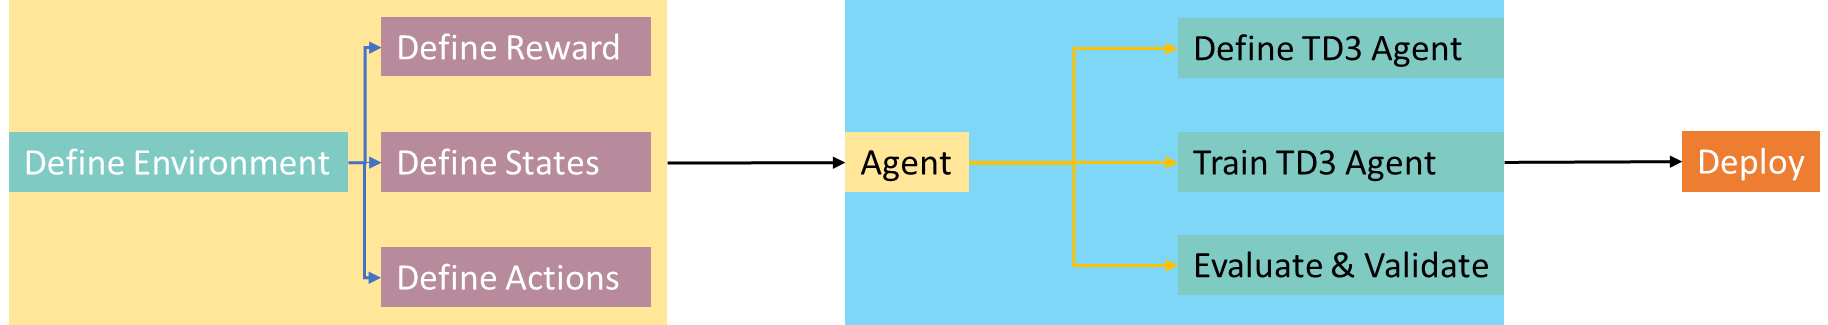 Define Environment
Define Reward
Define States
Define Actions
Agent
Define TD3 Agent
Train TD3 Agent
Evaluate & Validate
Deploy